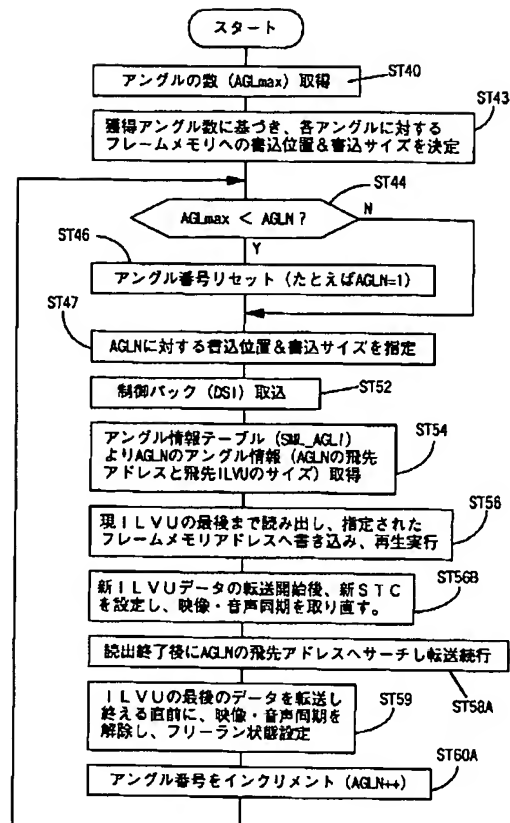 スタート
アングルの数（AGLmax）取得
ST40
獲得アングル数に基づき、各アングルに対する
フレームメモリへの書込位置＆書込サイズを決定
ST43
AGLmax < AGLN ?
ST44
N
Y
ST46
アングル番号リセット（たとえばAGLN=1）
ST47
AGLNに対する書込位置＆書込サイズを指定
制御パック（DSI）取込
ST52
アングル情報テーブル（SML_AGLI）
よりAGLNのアングル情報（AGLNの飛先
アドレスと飛先ILVUのサイズ）取得
ST54
現ＩＬＶＵの最後まで読み出し、指定された
フレームメモリアドレスへ書き込み、再生実行
ST56
新ＩＬＶＵデータの転送開始後、新ＳＴＣ
を設定し、映像・音声同期を取り直す。
ST56B
読出終了後にAGLNの飛先アドレスへサーチし転送続行
ST58A
ＩＬＶＵの最後のデータを転送し
終える直前に、映像・音声同期を
解除し、フリーラン状態設定
ST59
アングル番号をインクリメント（AGLN++）
ST60A